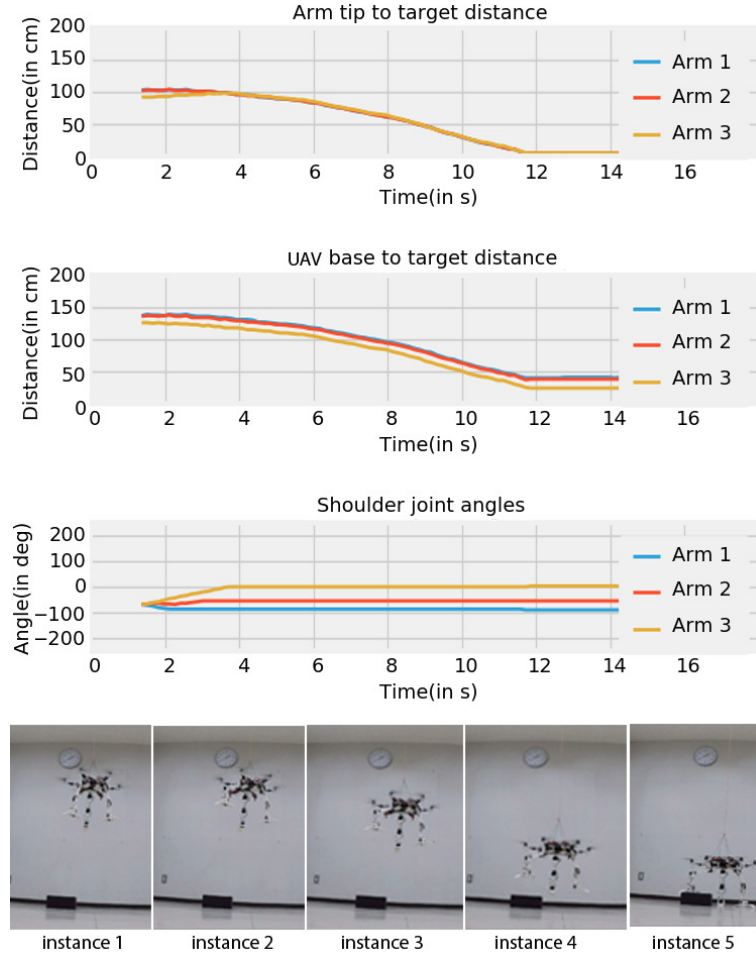 Arm tip to target distance
200
150
100
50
0
Distance(in cm)
Arm 1
Arm 2
Arm 3
0 2 4 6 8 10 12 14 16
Time(in s)
UAV base to target distance
200
150
100
50
0
Distance(in cm)
Arm 1
Arm 2
Arm 3
0 2 4 6 8 10 12 14 16
Time(in s)
Shoulder joint angles
200
100
0
−100
−200
Angle(in deg)
Arm 1
Arm 2
Arm 3
0 2 4 6 8 10 12 14 16
Time(in s)
instance 1 instance 2 instance 3 instance 4 instance 5